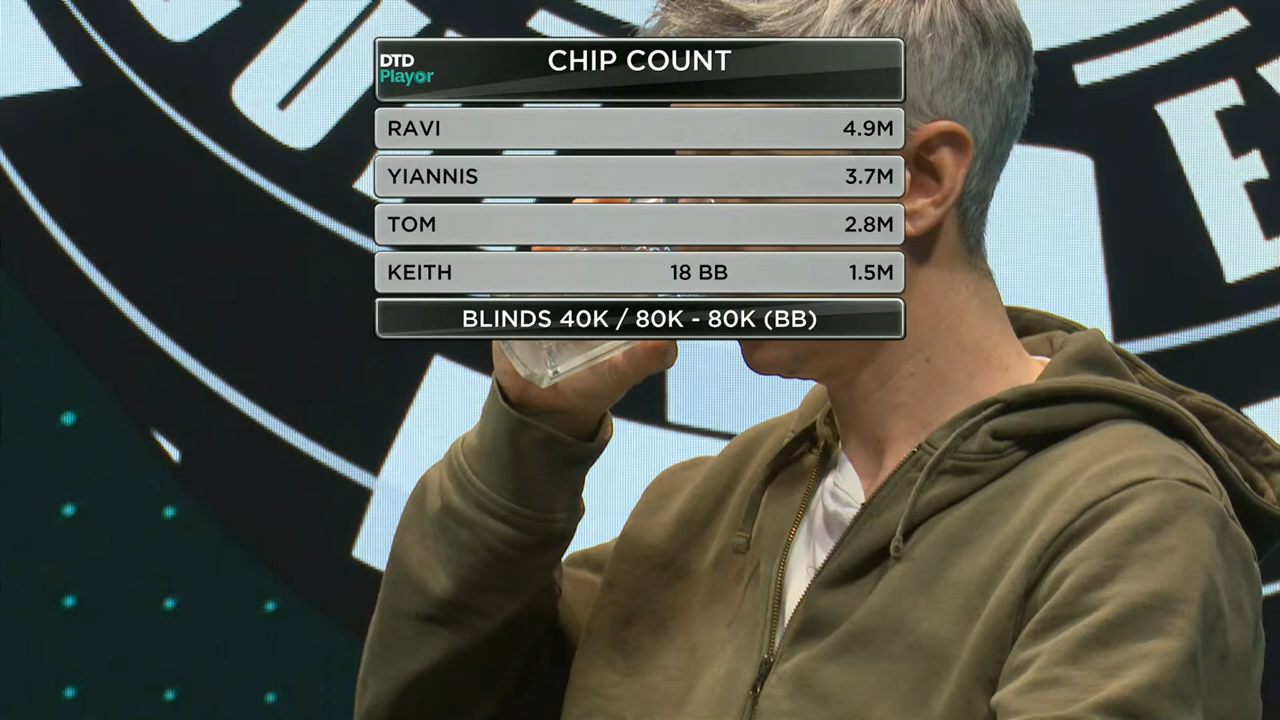 DTD
Player
CHIP COUNT
RAVI 4.9M
YIANNIS 3.7M
TOM 2.8M
KEITH 18 BB 1.5M
BLINDS 40K / 80K - 80K (BB)